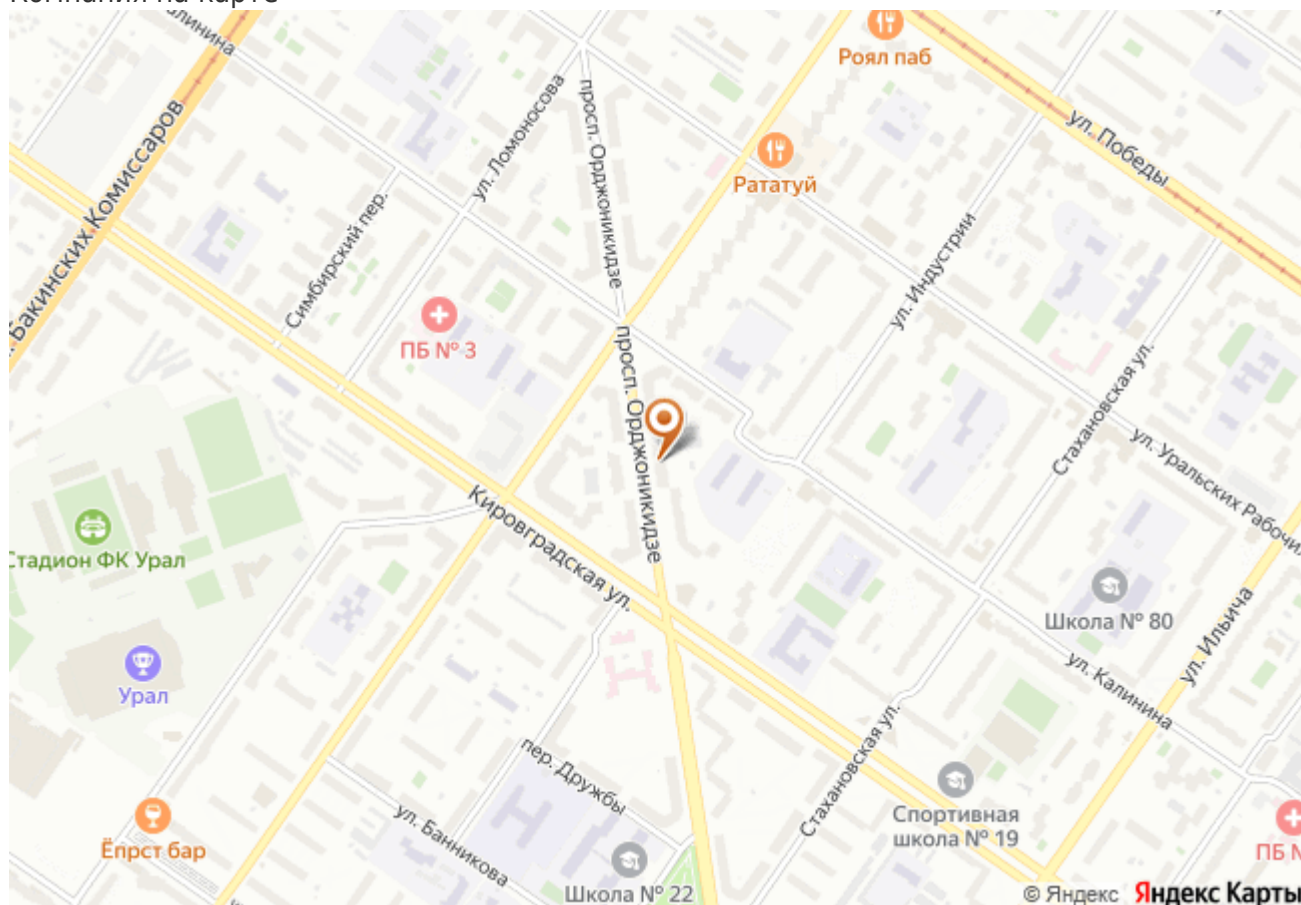 Компания на карте
Калинина
Роял паб
Бакинских Комиссаров
ул. Ломоносова
просп. Орджоникидзе
ул. Победы
Рататуй
Симбирский пер.
ул. Индустрии
ПБ № 3
просп. Орджоникидзе
Стахановская ул.
ул. Уральских Рабочих
Кировградская ул.
Стадион ФК Урал
Школа № 80
ул. Ильича
Урал
ул. Калинина
пер. Дружбы
Стахановская ул.
Спортивная
школа № 19
Ёпрст бар
ул. Банникова
ПБ №
Школа № 22
© Яндекс Яндекс Карты